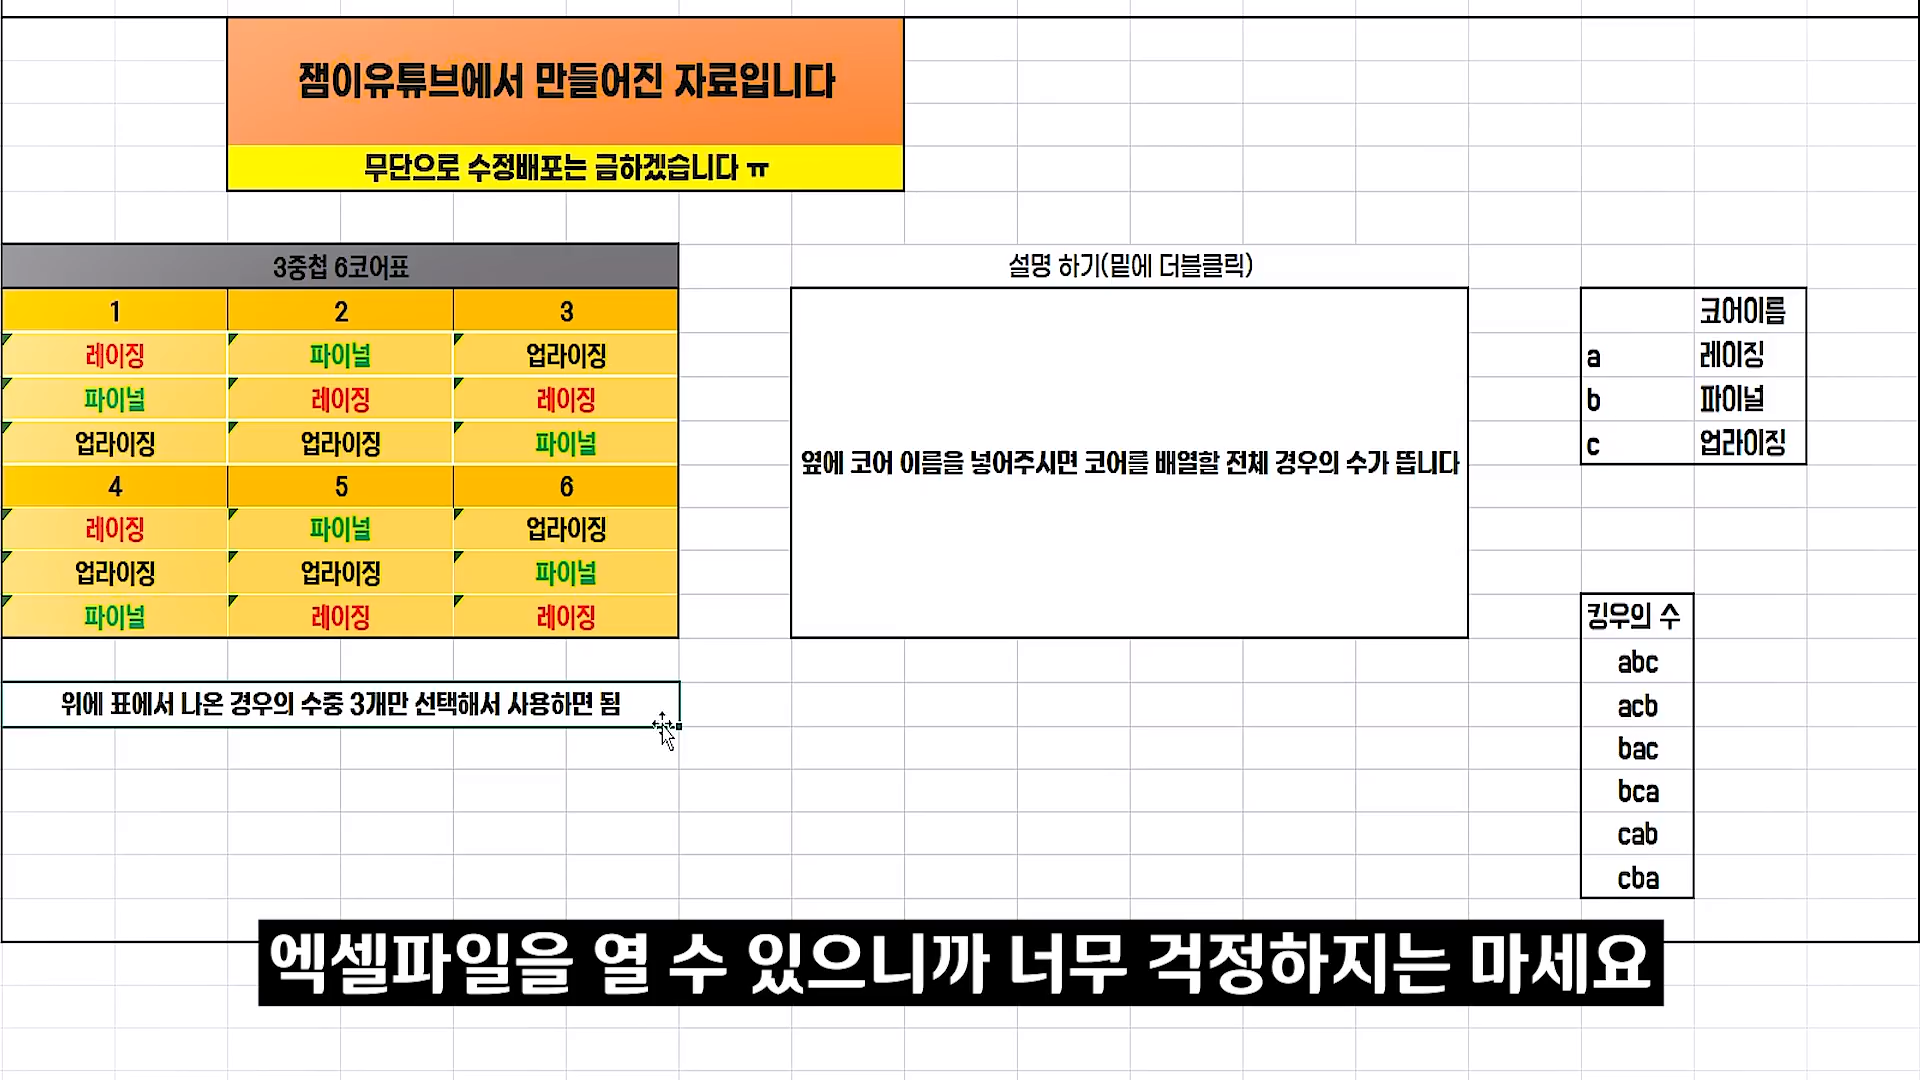 잼이유튜브에서 만들어진 자료입니다
무단으로 수정배포는 금하겠습니다 ㅠ
3중첩 6코어표
1 2 3
레이징 파이널 업라이징
파이널 레이징 레이징
업라이징 업라이징 파이널
4 5 6
레이징 파이널 업라이징
업라이징 업라이징 파이널
파이널 레이징 레이징
위에 표에서 나온 경우의 수중 3개만 선택해서 사용하면 됨
설명 하기(밑에 더블클릭)
옆에 코어 이름을 넣어주시면 코어를 배열할 전체 경우의 수가 뜹니다
코어이름
a 레이징
b 파이널
c 업라이징
킹우의 수
abc
acb
bac
bca
cab
cba
엑셀파일을 열 수 있으니까 너무 걱정하지는 마세요